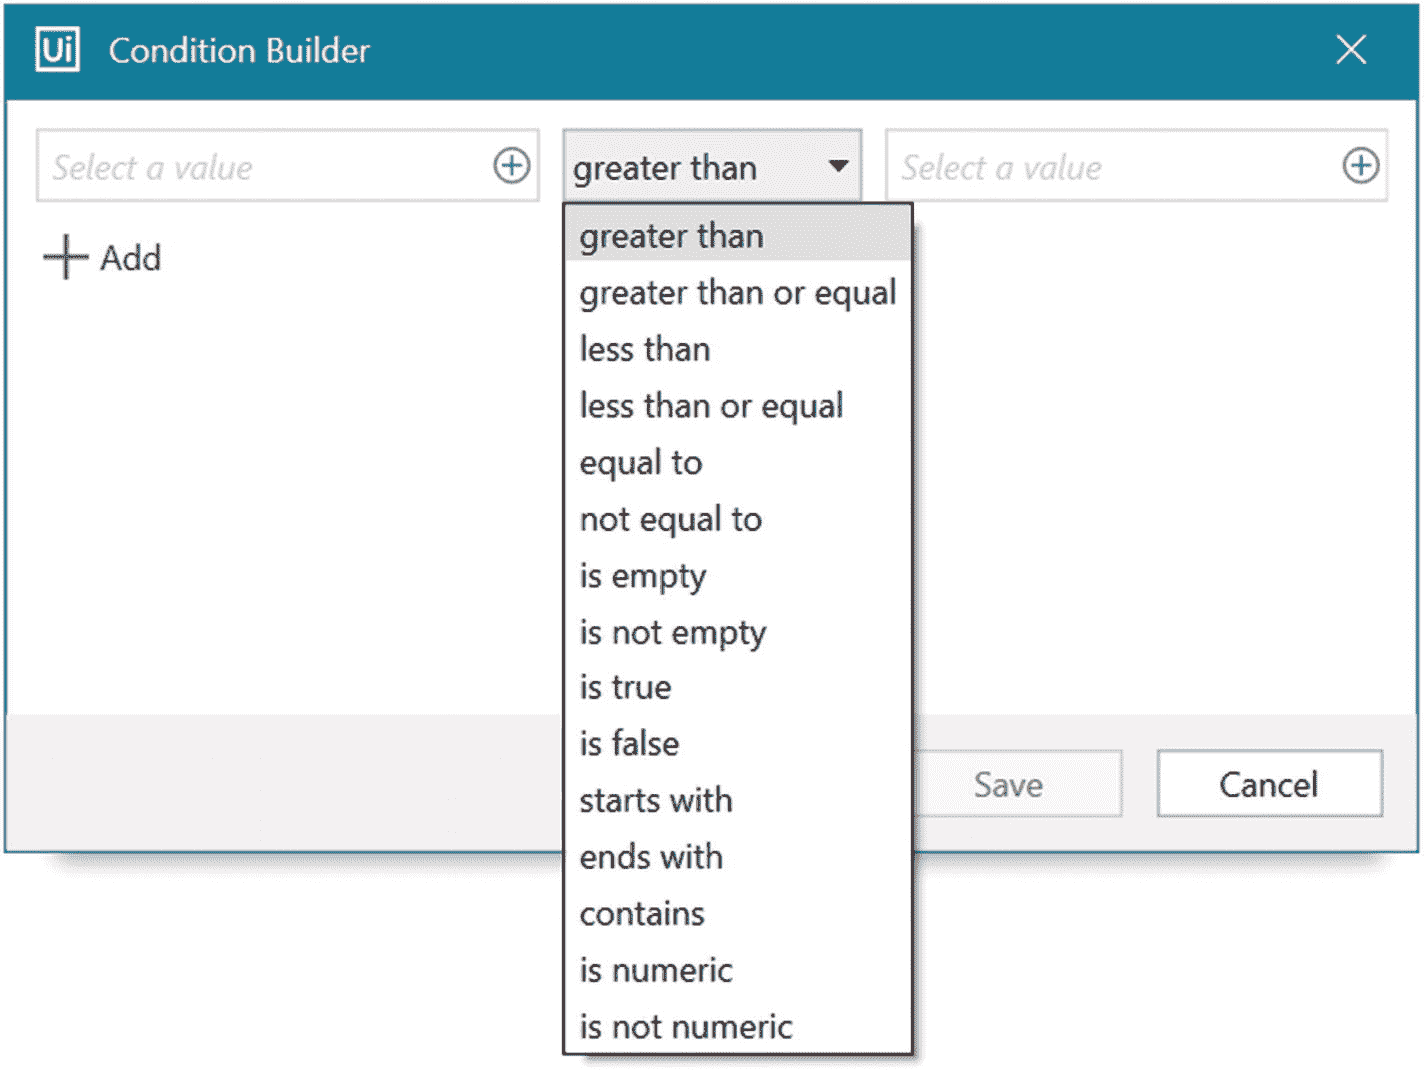 Ui Condition Builder
Select a value greater than Select a value
Add
greater than
greater than or equal
less than
less than or equal
equal to
not equal to
is empty
is not empty
is true
is false
starts with
ends with
contains
is numeric
is not numeric
Save Cancel